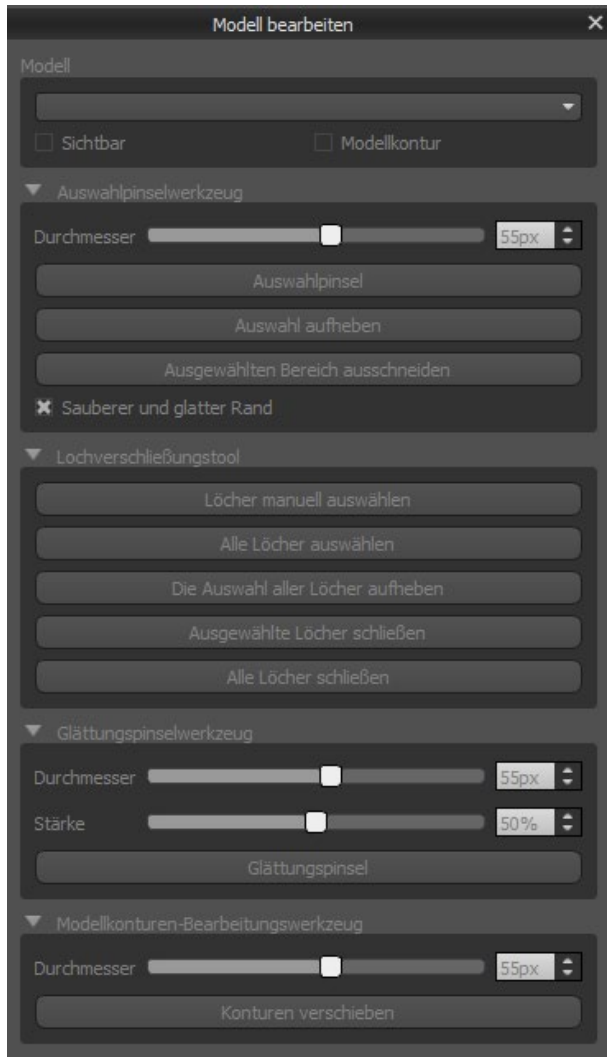 Modell bearbeiten
Modell
Sichtbar Modellkontur
Auswahlpinselwerkzeug
Durchmesser 55px
Auswahlpinsel
Auswahl aufheben
Ausgewählten Bereich ausschneiden
Sauberer und glatter Rand
Lochverschließungstool
Löcher manuell auswählen
Alle Löcher auswählen
Die Auswahl aller Löcher aufheben
Ausgewählte Löcher schließen
Alle Löcher schließen
Glättungspinselwerkzeug
Durchmesser 55px
Stärke 50%
Glättungspinsel
Modellkonturen-Bearbeitungswerkzeug
Durchmesser 55px
Konturen verschieben